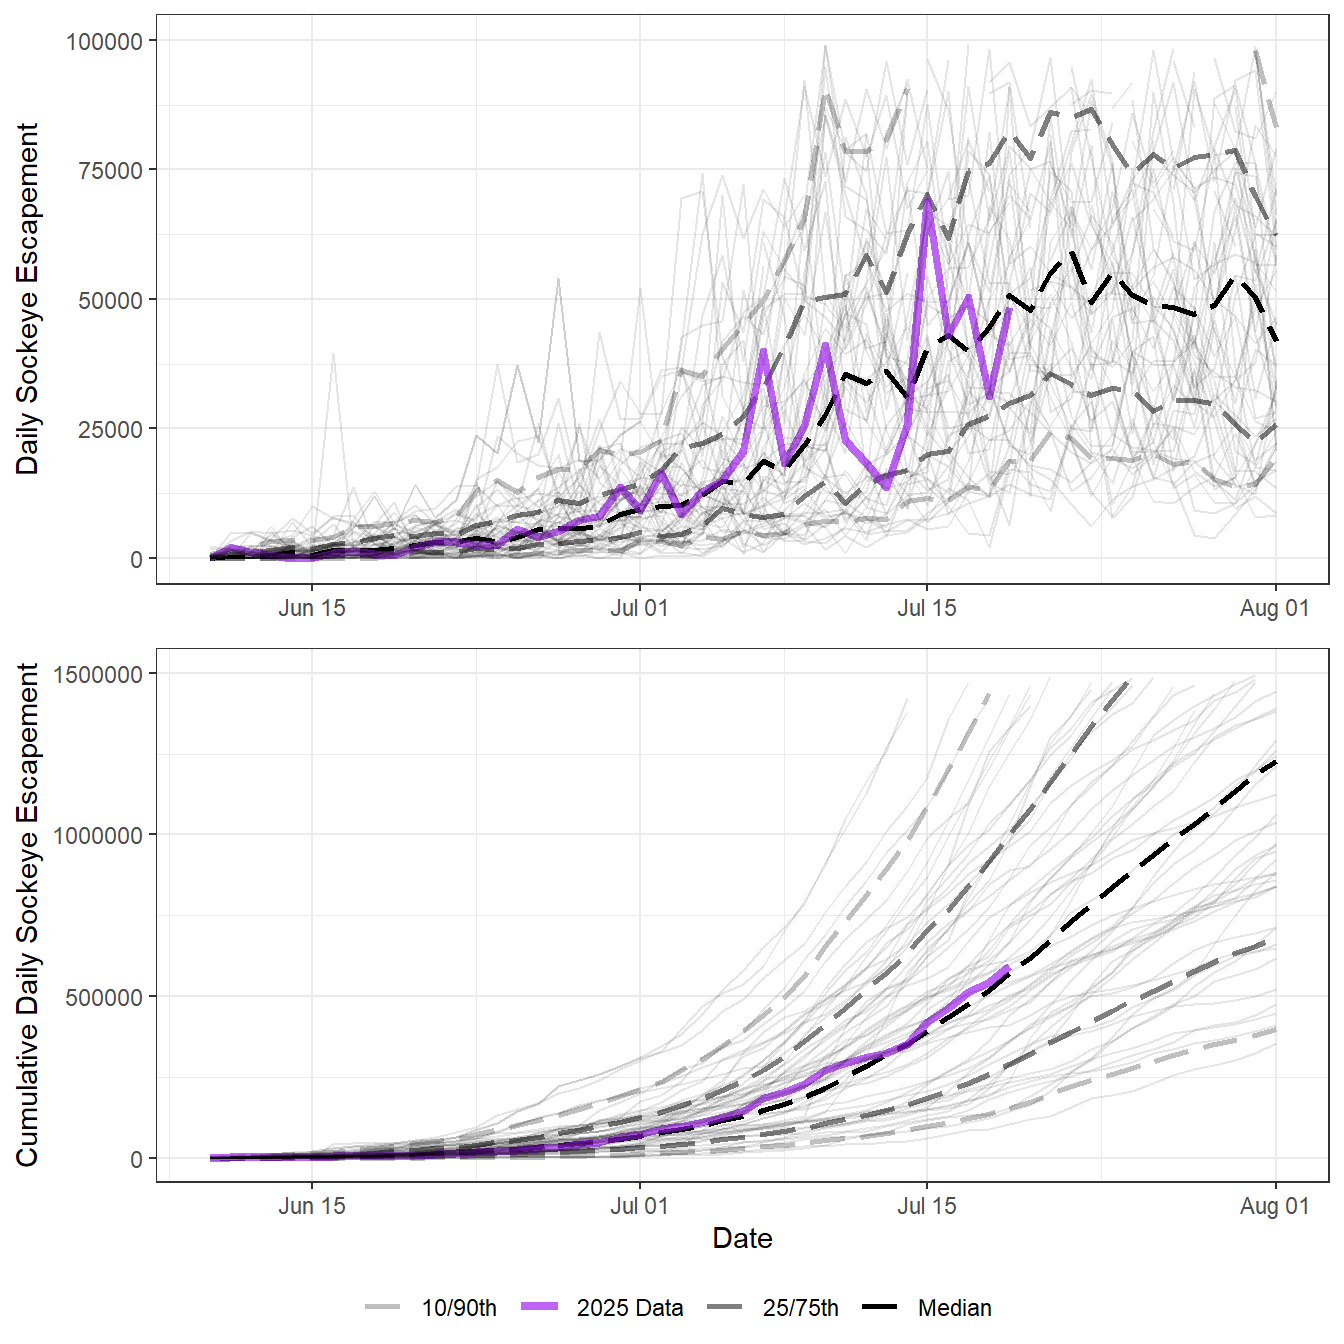 Daily Sockeye Escapement
100000
75000
50000
25000
0
Jun 15 Jul 01 Jul 15 Aug 01
Cumulative Daily Sockeye Escapement
1500000
1000000
500000
0
Jun 15 Jul 01 Jul 15 Aug 01
Date
10/90th 2025 Data 25/75th Median